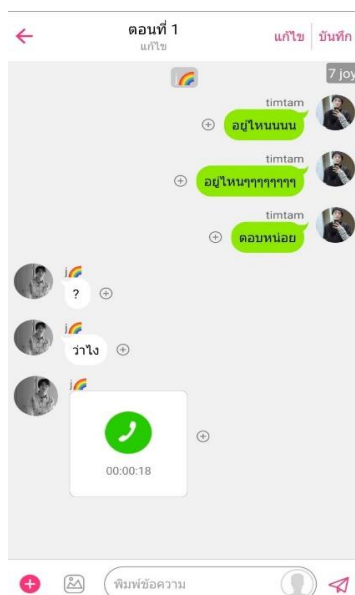 ตอนที่ 1
แก้ไข
แก้ไข
บันทึก
j🌈
7 joy
timtam
อยู่ไหนนนน
timtam
อยู่ไหนๆๆๆๆๆๆๆๆ
timtam
ตอบหน่อย
j🌈
?
j🌈
ว่าไง
j🌈
00:00:18
พิมพ์ข้อความ